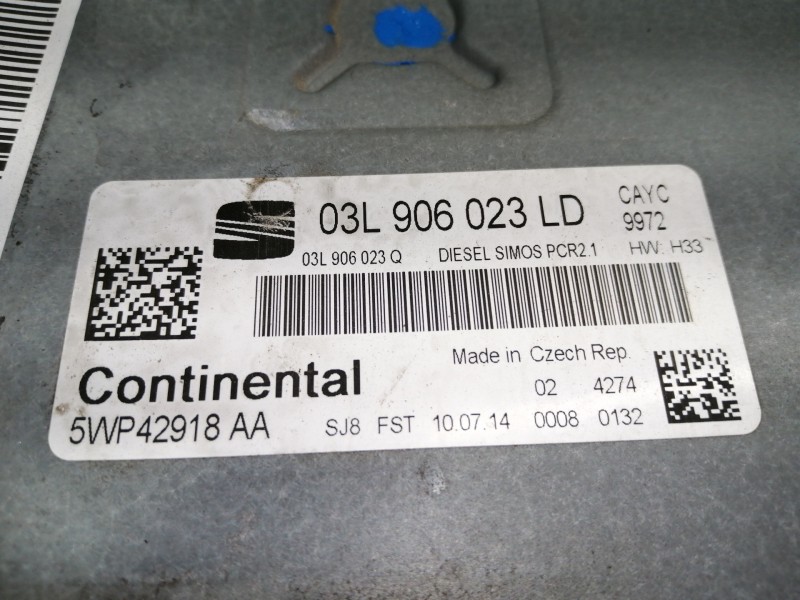 03L 906 023 LD
CAYC
9972
03L 906 023 Q DIESEL SIMOS PCR2.1 HW: H33
Made in Czech Rep.
Continental
02 4274
5WP42918 AA SJ8 FST 10.07.14 0008 0132